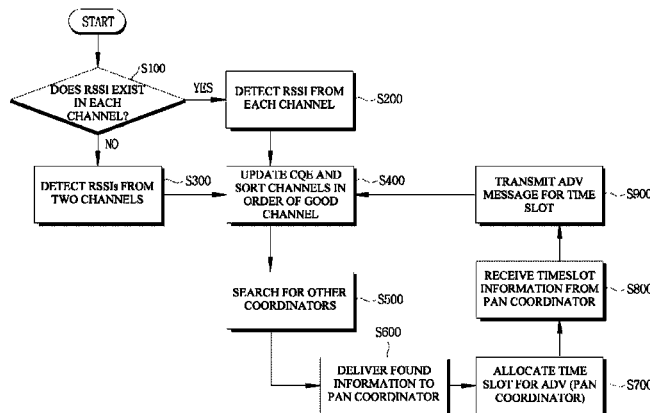 START
S100
DOES RSSI EXIST
IN EACH
CHANNEL?
YES
NO
DETECT RSSI FROM
EACH CHANNEL
S200
DETECT RSSIs FROM
TWO CHANNELS
S300
UPDATE CQE AND
SORT CHANNELS IN
ORDER OF GOOD
CHANNEL
S400
TRANSMIT ADV
MESSAGE FOR TIME
SLOT
S900
SEARCH FOR OTHER
COORDINATORS
S500
RECEIVE TIMESLOT
INFORMATION FROM
PAN COORDINATOR
S800
S600
DELIVER FOUND
INFORMATION TO
PAN COORDINATOR
ALLOCATE TIME
SLOT FOR ADV (PAN
COORDINATOR)
S700